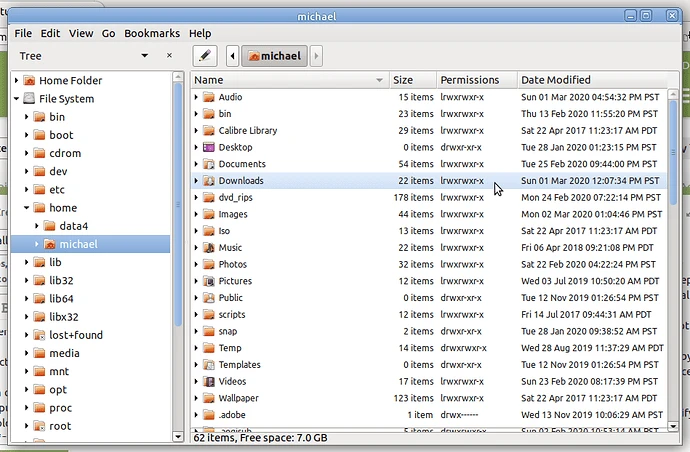 michael
File Edit View Go Bookmarks Help
Tree
michael
Home Folder
File System
bin
boot
cdrom
dev
etc
home
data4
michael
lib
lib32
lib64
libx32
lost+found
media
mnt
opt
proc
root
Name Size Permissions Date Modified
Audio 15 items lrwxrwxr-x Sun 01 Mar 2020 04:54:32 PM PST
bin 23 items lrwxrwxr-x Thu 13 Feb 2020 11:55:20 PM PST
Calibre Library 29 items lrwxrwxr-x Sat 22 Apr 2017 11:23:17 AM PDT
Desktop 0 items drwxr-xr-x Tue 28 Jan 2020 01:23:15 PM PST
Documents 54 items lrwxrwxr-x Tue 25 Feb 2020 09:44:00 PM PST
Downloads 22 items lrwxrwxr-x Sun 01 Mar 2020 12:07:34 PM PST
dvd_rips 178 items lrwxrwxr-x Mon 24 Feb 2020 07:22:14 PM PST
Images 44 items lrwxrwxr-x Mon 02 Mar 2020 01:04:46 PM PST
Iso 13 items lrwxrwxr-x Sat 22 Apr 2017 11:23:17 AM PDT
Music 22 items lrwxrwxr-x Fri 06 Apr 2018 09:21:08 PM PDT
Photos 32 items lrwxrwxr-x Sat 22 Feb 2020 04:22:24 PM PST
Pictures 12 items lrwxrwxr-x Wed 03 Jul 2019 10:50:20 AM PDT
Public 0 items drwxr-xr-x Tue 12 Nov 2019 01:26:54 PM PST
scripts 12 items lrwxrwxr-x Fri 14 Jul 2017 09:44:31 AM PDT
snap 2 items drwxr-xr-x Tue 28 Jan 2020 09:38:52 AM PST
Temp 14 items drwxrwxr-x Wed 28 Aug 2019 11:37:29 AM PDT
Templates 0 items drwxr-xr-x Tue 12 Nov 2019 01:26:54 PM PST
Videos 17 items lrwxrwxr-x Sun 23 Feb 2020 08:17:39 PM PST
Wallpaper 123 items lrwxrwxr-x Sat 22 Apr 2017 11:23:17 AM PDT
.adobe 1 item drwx------ Wed 13 Nov 2019 10:06:29 AM PST
62 items, Free space: 7.0 GB